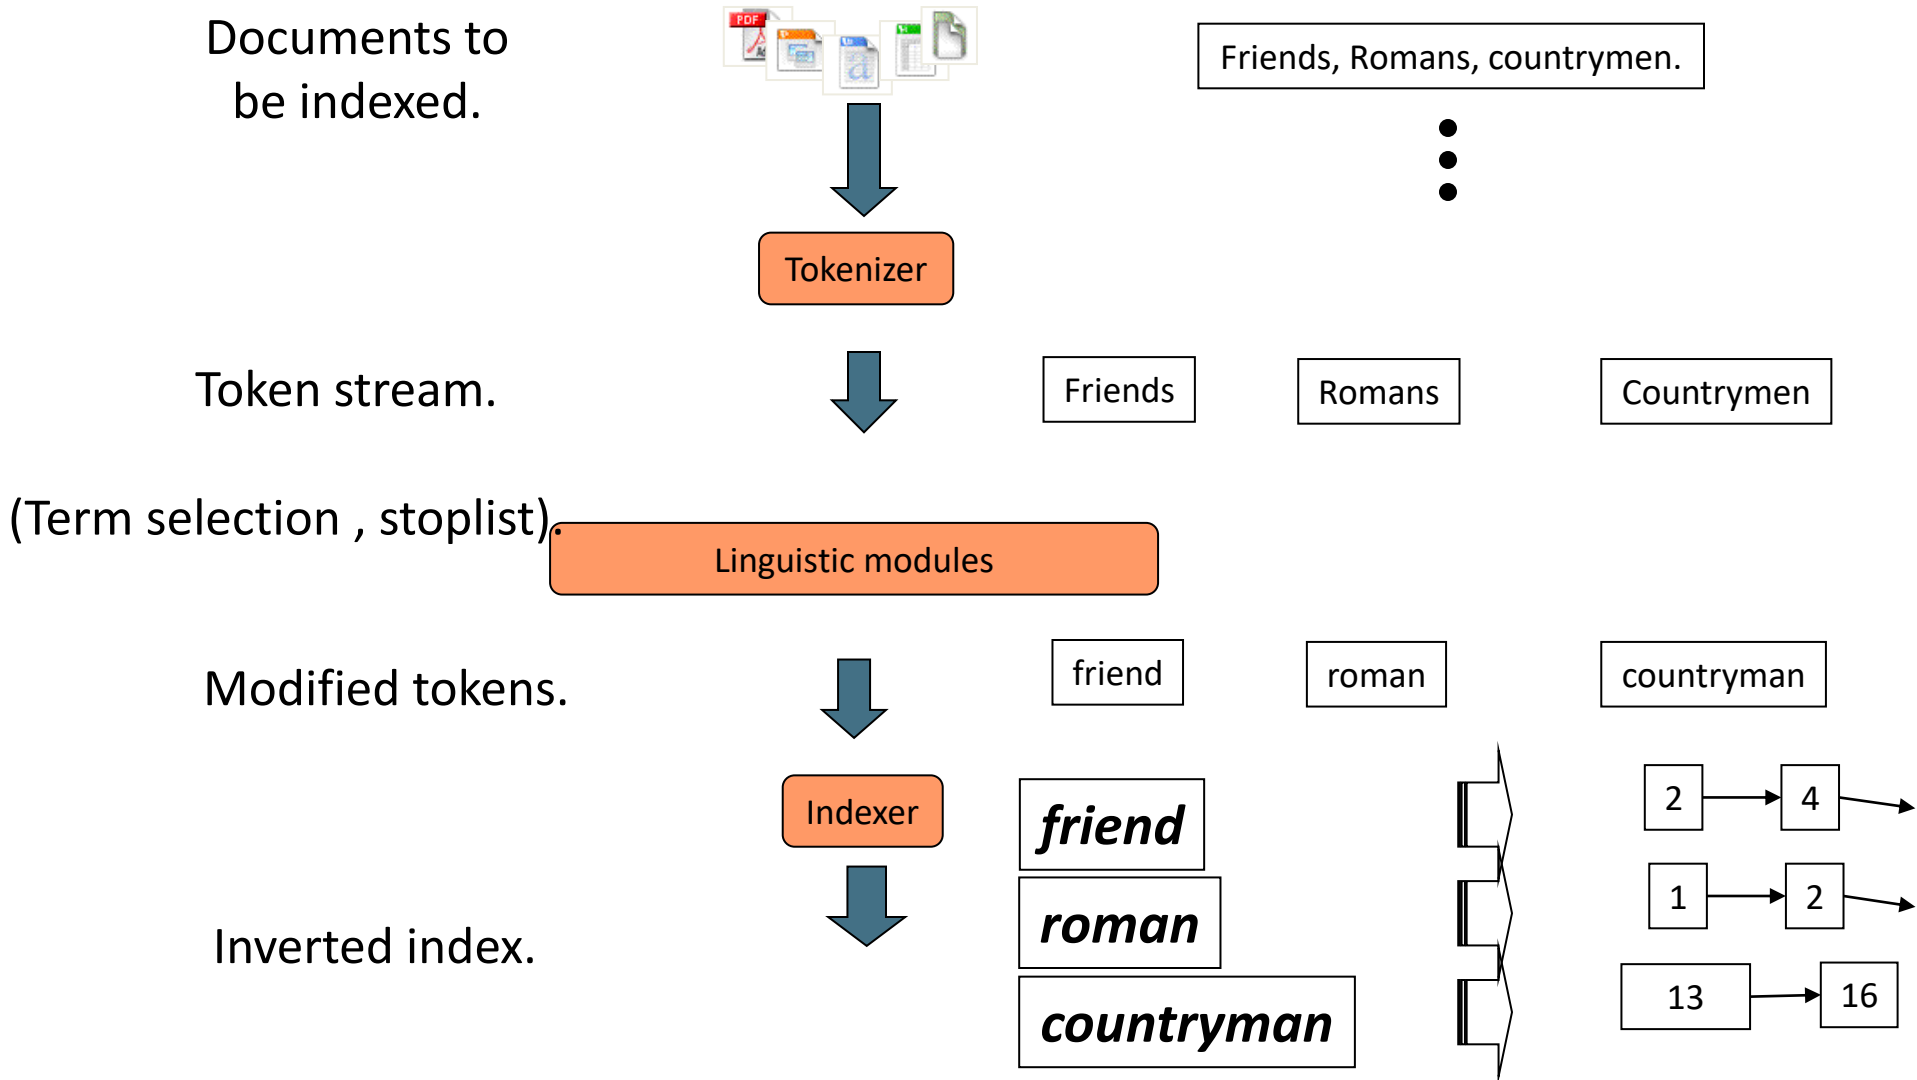 Documents to
be indexed.
PDF
Friends, Romans, countrymen.
Tokenizer
Token stream.
Friends
Romans
Countrymen
(Term selection , stoplist).
Linguistic modules
Modified tokens.
friend
roman
countryman
Indexer
friend
2
4
roman
1
2
Inverted index.
countryman
13
16